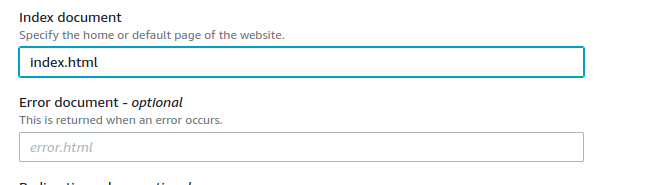 Index document
Specify the home or default page of the website.
index.html
Error document - optional
This is returned when an error occurs.
error.html